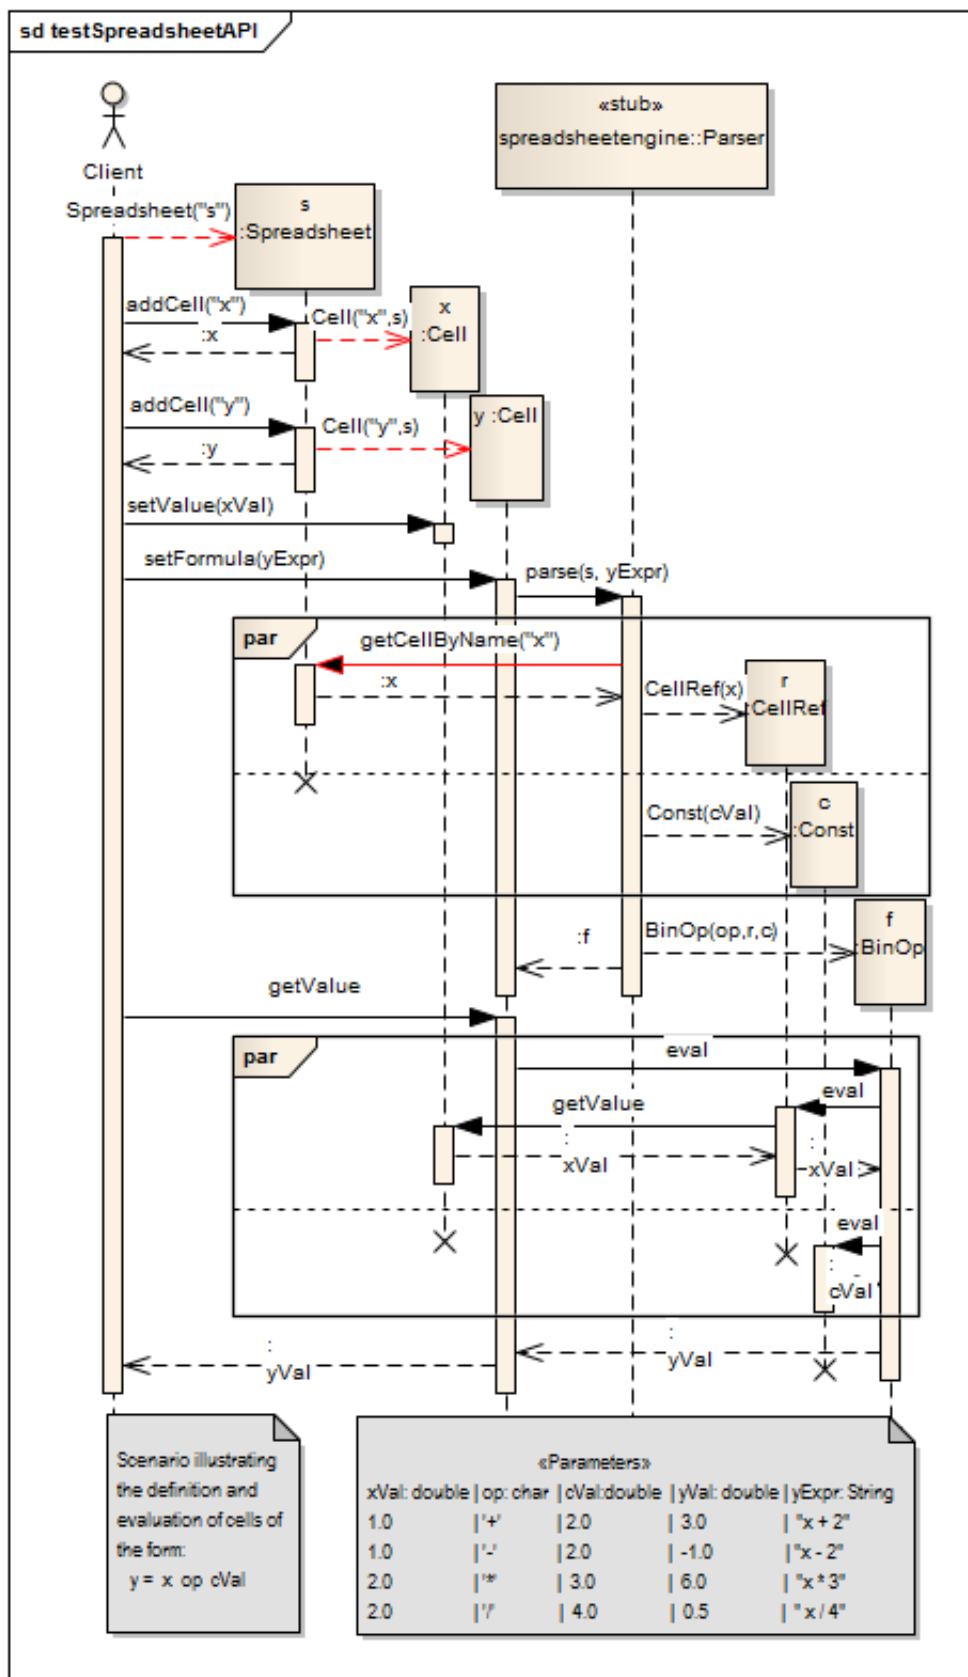 sd testSpreadsheetAPI
«stub»
spreadsheetengine::Parser
Client
Spreadsheet("s")
s
:Spreadsheet
addCell("x")
Cell("x",s)
x
:Cell
:x
addCell("y")
Cell("y",s)
y :Cell
:y
setValue(xVal)
setFormula(yExpr)
parse(s, yExpr)
par
getCellByName("x")
:x
CellRef(x)
r
:CellRef
c
:Const
Const(cVal)
f
:BinOp
:f
BinOp(op,r,c)
getValue
par
eval
eval
getValue
:
xVal
:
xVal
eval
:
cVal
:
yVal
:
yVal
Scenario illustrating
the definition and
evaluation of cells of
the form:
y = x op cVal
«Parameters»
xVal: double | op: char | cVal:double | yVal: double | yExpr: String
1.0 | '+' | 2.0 | 3.0 | "x + 2"
1.0 | '-' | 2.0 | -1.0 | "x - 2"
2.0 | '*' | 3.0 | 6.0 | "x * 3"
2.0 | '/' | 4.0 | 0.5 | " x / 4"